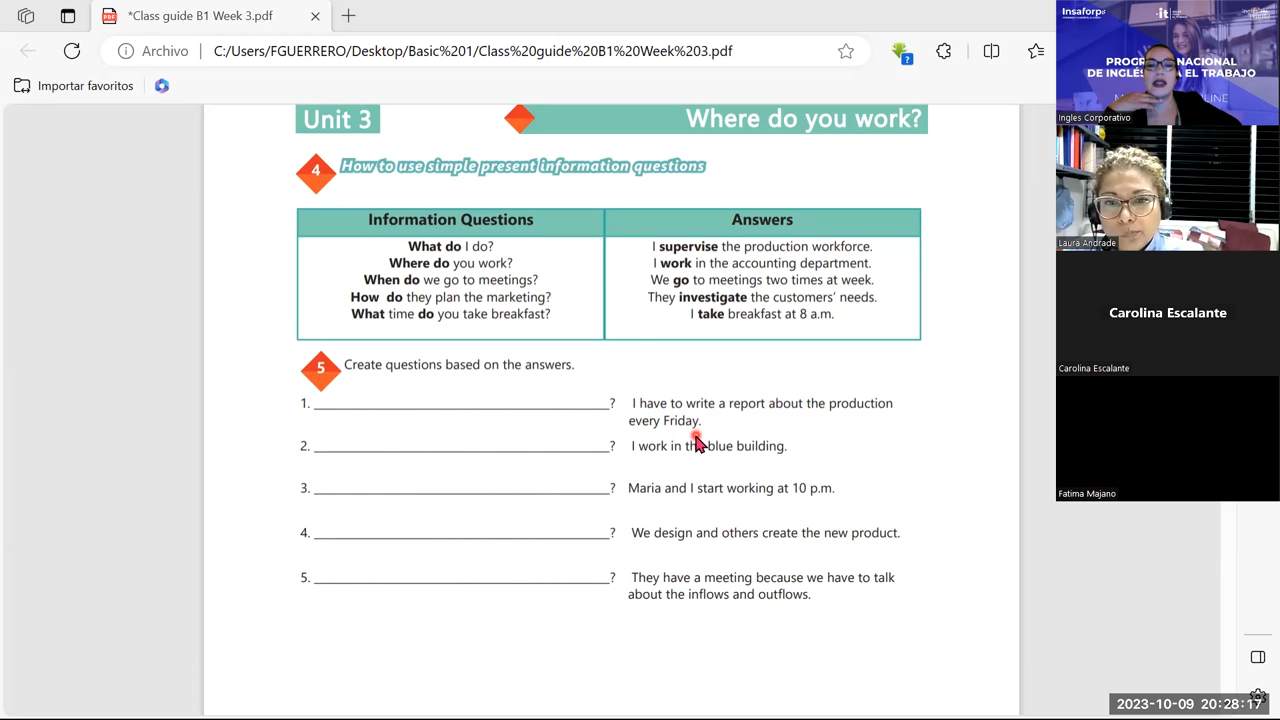 *Class guide B1 Week 3.pdf
Archivo
C:/Users/FGUERRERO/Desktop/Basic%201/Class%20guide%20B1%20Week%203.pdf
Importar favoritos
Unit 3
Where do you work?
4
How to use simple present information questions
Information Questions
Answers
What do I do?
I supervise the production workforce.
Where do you work?
I work in the accounting department.
When do we go to meetings?
We go to meetings two times at week.
How do they plan the marketing?
They investigate the customers' needs.
What time do you take breakfast?
I take breakfast at 8 a.m.
5
Create questions based on the answers.
1. ______________________________________? I have to write a report about the production
every Friday.
2. ______________________________________? I work in the blue building.
3. ______________________________________? Maria and I start working at 10 p.m.
4. ______________________________________? We design and others create the new product.
5. ______________________________________? They have a meeting because we have to talk
about the inflows and outflows.
Insaforp
it
Ingles Corporativo
Laura Andrade
Carolina Escalante
Carolina Escalante
Fatima Majano
2023-10-09 20:28:17